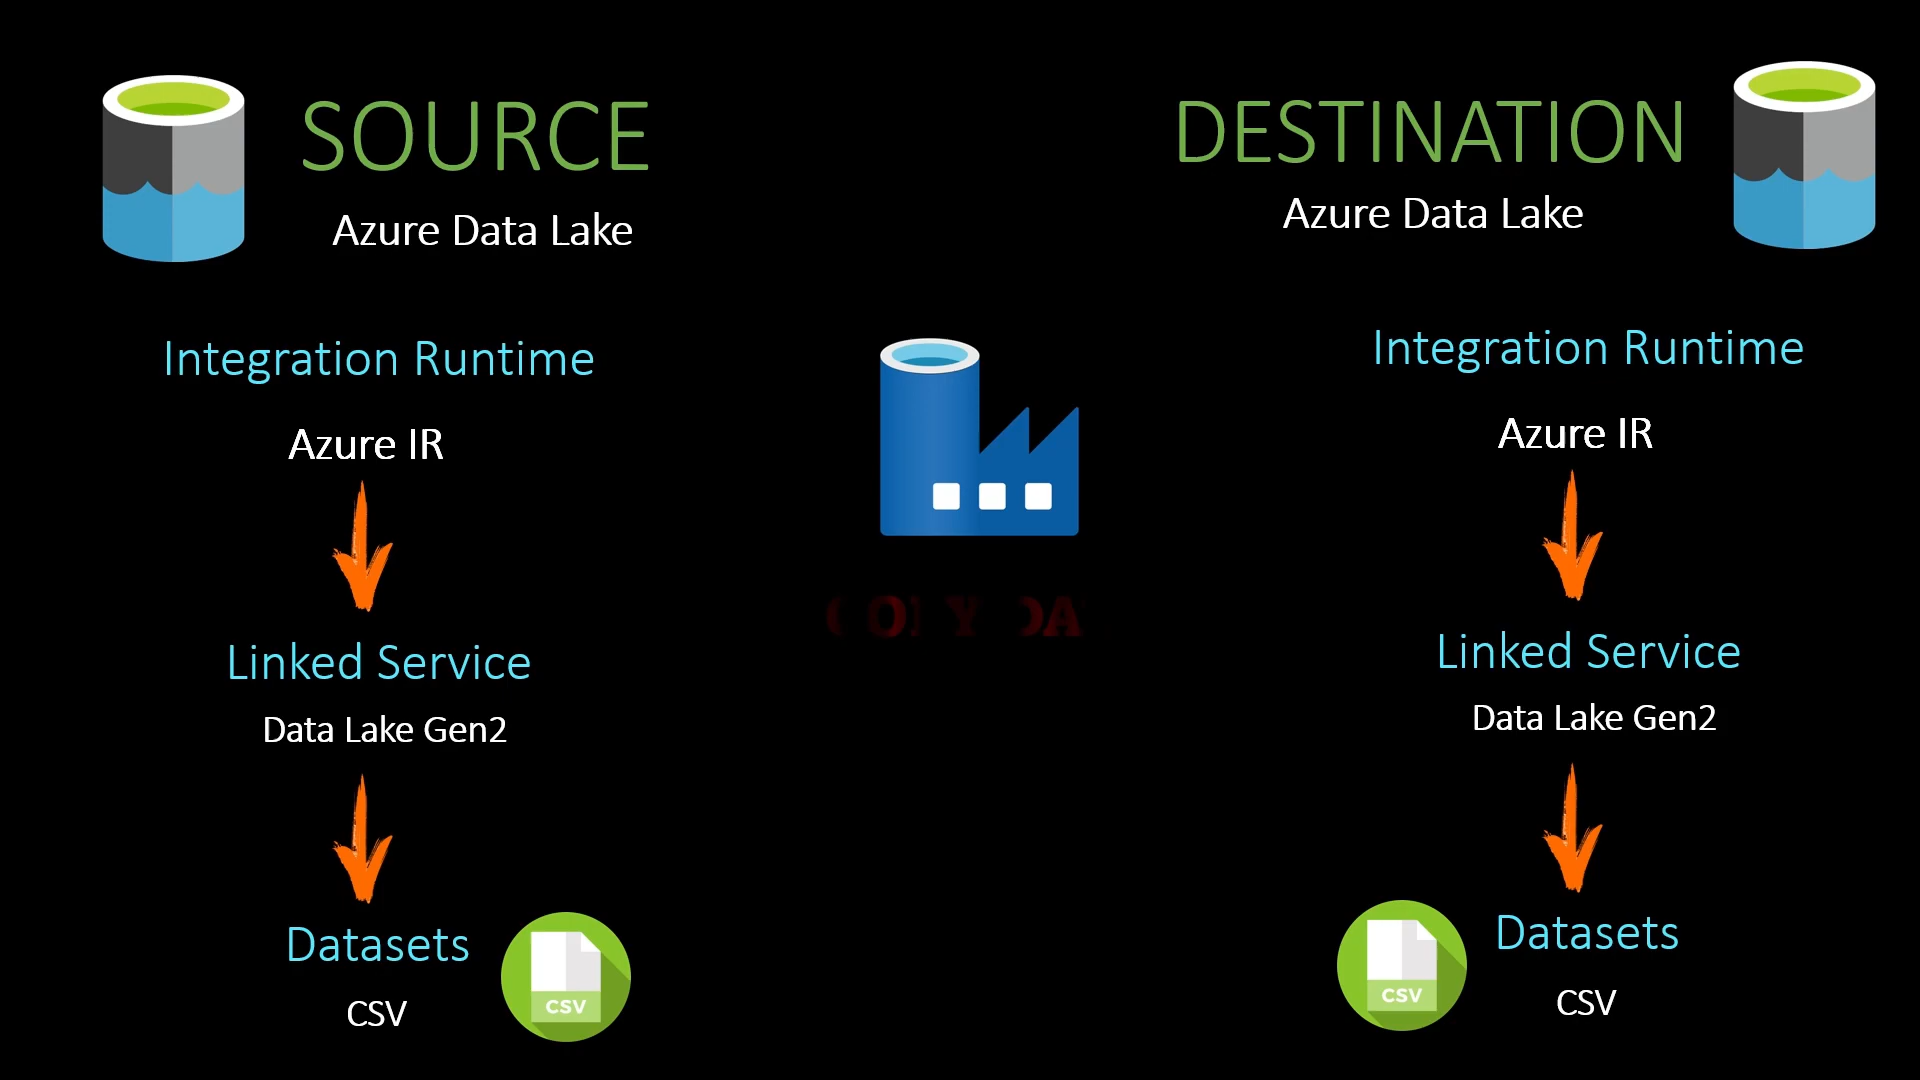 SOURCE
Azure Data Lake
Integration Runtime
Azure IR
Linked Service
Data Lake Gen2
Datasets
CSV
CSV
DESTINATION
Azure Data Lake
Integration Runtime
Azure IR
Linked Service
Data Lake Gen2
Datasets
CSV
CSV